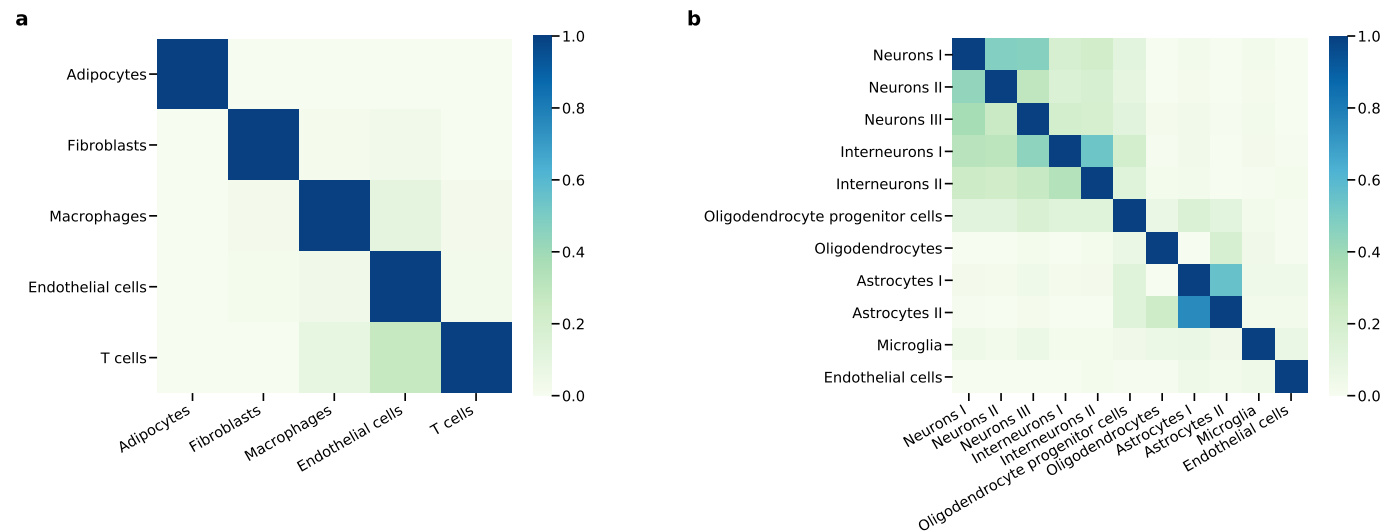 a
Adipocytes
Fibroblasts
Macrophages
Endothelial cells
T cells
Adipocytes
Fibroblasts
Macrophages
Endothelial cells
T cells
1.0
0.8
0.6
0.4
0.2
0.0
b
Neurons I
Neurons II
Neurons III
Interneurons I
Interneurons II
Oligodendrocyte progenitor cells
Oligodendrocytes
Astrocytes I
Astrocytes II
Microglia
Endothelial cells
Neurons I
Neurons II
Neurons III
Interneurons I
Interneurons II
Oligodendrocyte progenitor cells
Oligodendrocytes
Astrocytes I
Astrocytes II
Microglia
Endothelial cells
1.0
0.8
0.6
0.4
0.2
0.0